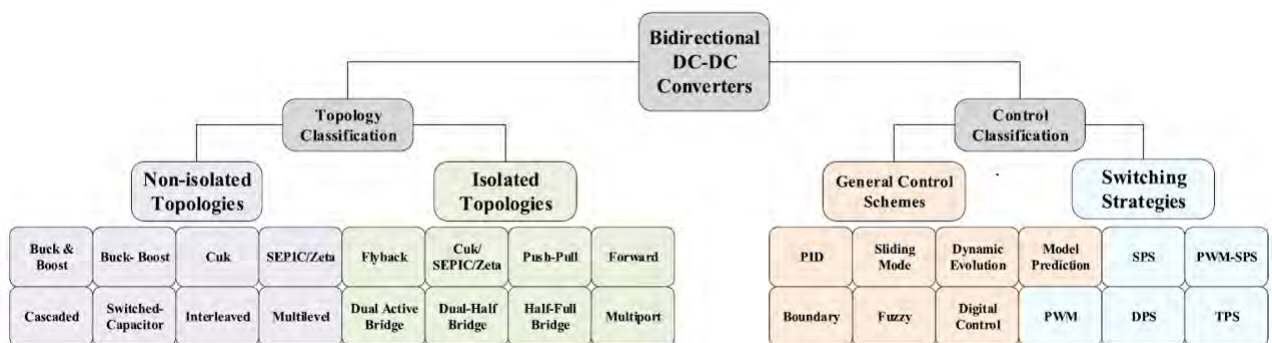 Bidirectional
DC-DC
Converters
Topology
Classification
Control
Classification
Non-isolated
Topologies
Isolated
Topologies
General Control
Schemes
Switching
Strategies
Buck &
Boost
Buck- Boost
Cuk
SEPIC/Zeta
Flyback
Cuk/
SEPIC/Zeta
Push-Pull
Forward
PID
Sliding
Mode
Dynamic
Evolution
Model
Prediction
SPS
PWM-SPS
Cascaded
Switched-
Capacitor
Interleaved
Multilevel
Dual Active
Bridge
Dual-Half
Bridge
Half-Full
Bridge
Multiport
Boundary
Fuzzy
Digital
Control
PWM
DPS
TPS